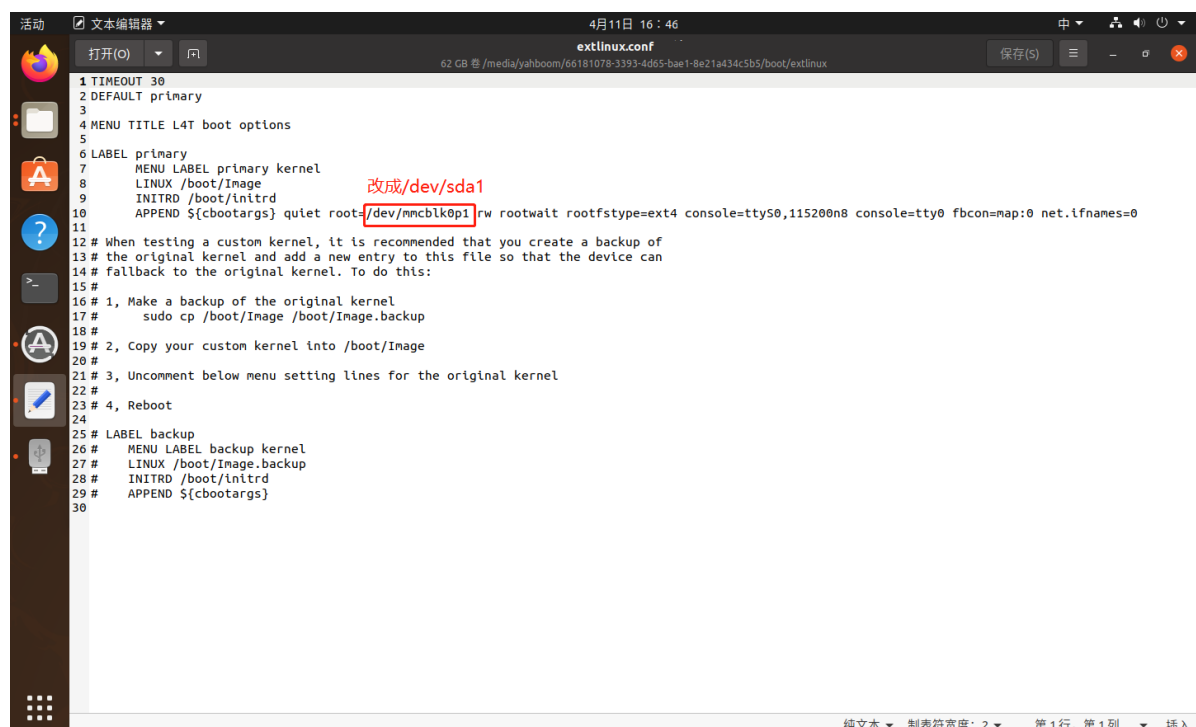 活动 文本编辑器 4月11日 16：46 中
打开(O) extlinux.conf 保存(S)
62 GB 卷 /media/yahboom/66181078-3393-4d65-bae1-8e21a434c5b5/boot/extlinux
1 TIMEOUT 30
2 DEFAULT primary
3
4 MENU TITLE L4T boot options
5
6 LABEL primary
7 MENU LABEL primary kernel
8 LINUX /boot/Image
改成/dev/sda1
9 INITRD /boot/initrd
10 APPEND ${cbootargs} quiet root=/dev/mmcblk0p1 rw rootwait rootfstype=ext4 console=ttyS0,115200n8 console=tty0 fbcon=map:0 net.ifnames=0
11
12 # When testing a custom kernel, it is recommended that you create a backup of
13 # the original kernel and add a new entry to this file so that the device can
14 # fallback to the original kernel. To do this:
15 #
16 # 1, Make a backup of the original kernel
17 # sudo cp /boot/Image /boot/Image.backup
18 #
19 # 2, Copy your custom kernel into /boot/Image
20 #
21 # 3, Uncomment below menu setting lines for the original kernel
22 #
23 # 4, Reboot
24
25 # LABEL backup
26 # MENU LABEL backup kernel
27 # LINUX /boot/Image.backup
28 # INITRD /boot/initrd
29 # APPEND ${cbootargs}
30
纯文本 制表符宽度：2 第 1 行，第 1 列 插入